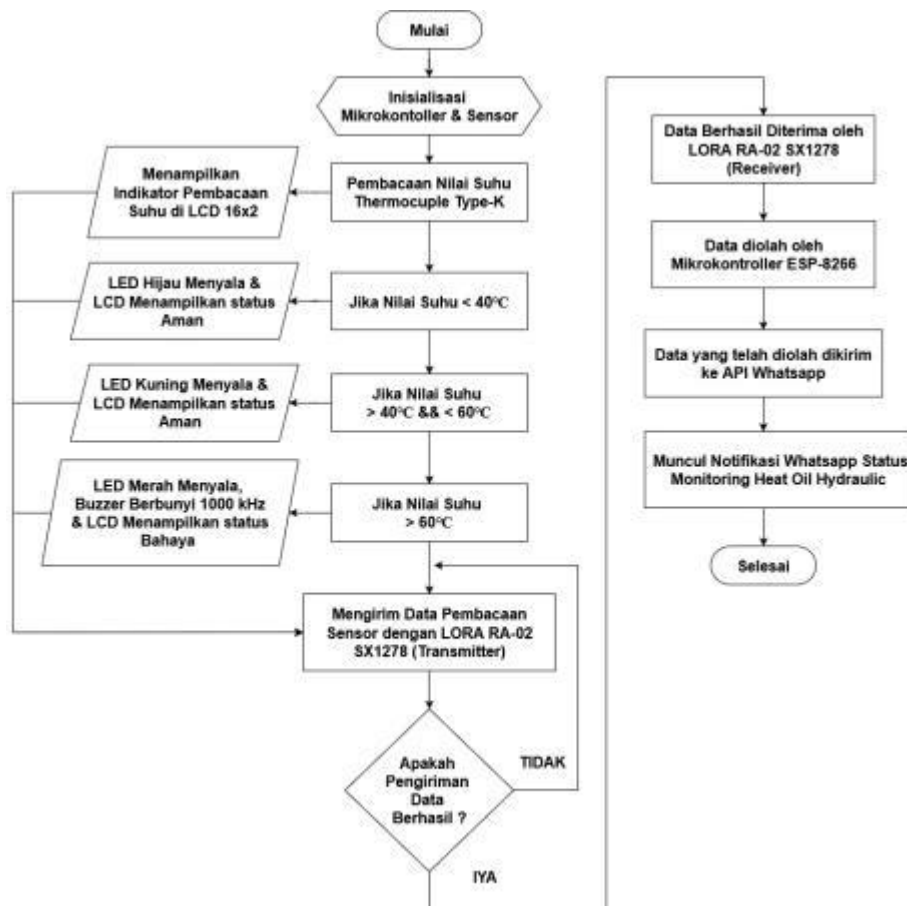 Mulai
Inisialisasi
Mikrokontoller & Sensor
Pembacaan Nilai Suhu
Thermocuple Type-K
Menampilkan
Indikator Pembacaan
Suhu di LCD 16x2
Jika Nilai Suhu < 40°C
LED Hijau Menyala &
LCD Menampilkan status
Aman
Jika Nilai Suhu
> 40°C && < 60°C
LED Kuning Menyala &
LCD Menampilkan status
Aman
Jika Nilai Suhu
> 60°C
LED Merah Menyala,
Buzzer Berbunyi 1000 kHz
& LCD Menampilkan status
Bahaya
Mengirim Data Pembacaan
Sensor dengan LORA RA-02
SX1278 (Transmitter)
Apakah
Pengiriman
Data
Berhasil ?
TIDAK
IYA
Data Berhasil Diterima oleh
LORA RA-02 SX1278
(Receiver)
Data diolah oleh
Mikrokontroller ESP-8266
Data yang telah diolah dikirim
ke API Whatsapp
Muncul Notifikasi Whatsapp Status
Monitoring Heat Oil Hydraulic
Selesai